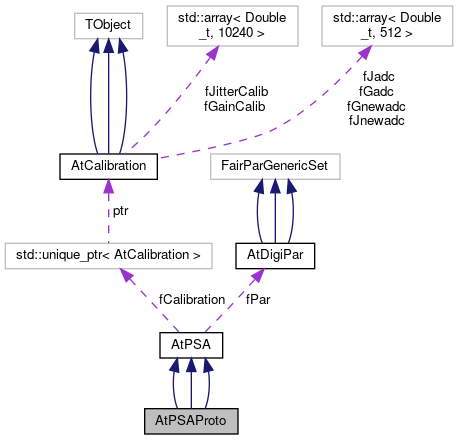 TObject
std::array< Double
_t, 10240 >
std::array< Double
_t, 512 >
fJitterCalib
fGainCalib
fJadc
fGadc
fGnewadc
fJnewadc
AtCalibration
FairParGenericSet
ptr
std::unique_ptr< AtCalibration >
AtDigiPar
fCalibration
fPar
AtPSA
AtPSAProto